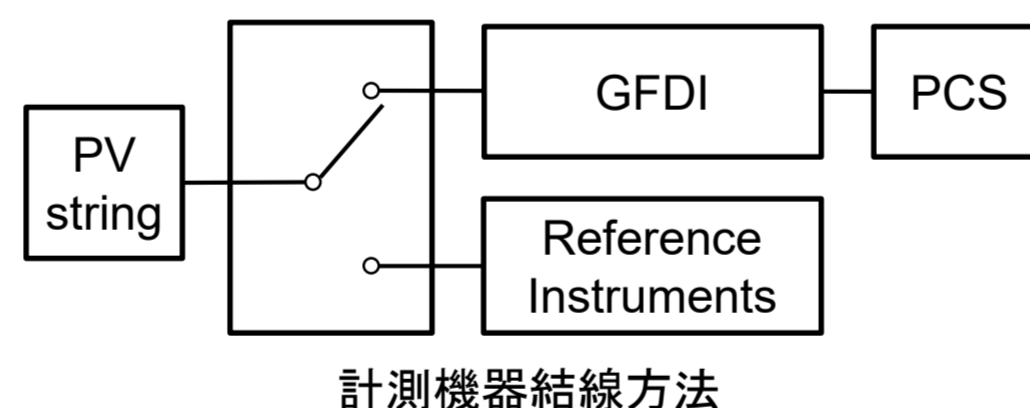 PV
string
GFDI
PCS
Reference
Instruments
計測機器結線方法